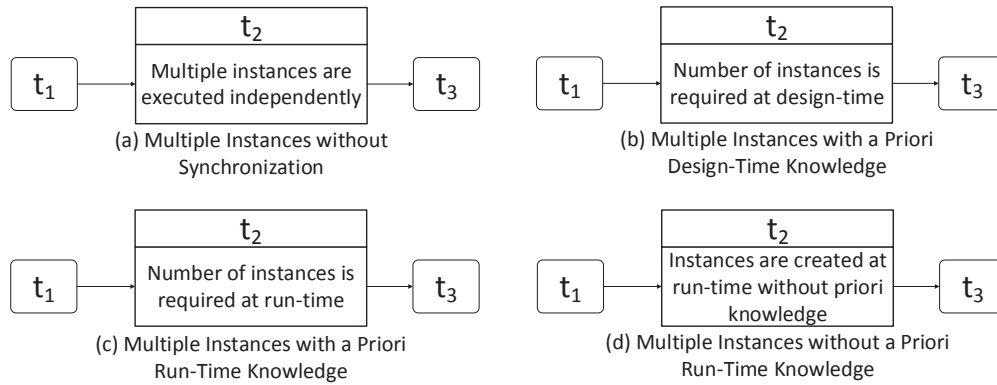 t2
t1
Multiple instances are
executed independently
t3
(a) Multiple Instances without
Synchronization
t2
t1
Number of instances is
required at design-time
t3
(b) Multiple Instances with a Priori
Design-Time Knowledge
t2
t1
Number of instances is
required at run-time
t3
(c) Multiple Instances with a Priori
Run-Time Knowledge
t2
t1
Instances are created at
run-time without priori
knowledge
t3
(d) Multiple Instances without a Priori
Run-Time Knowledge